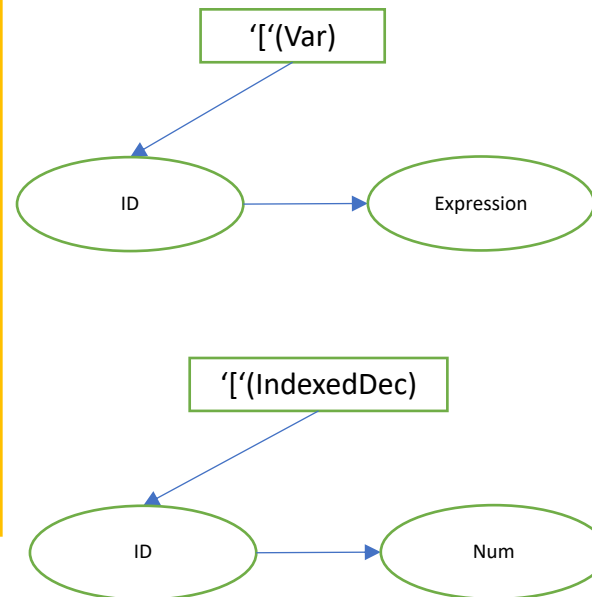 ‘[‘(Var)
ID
Expression
‘[‘(IndexedDec)
ID
Num